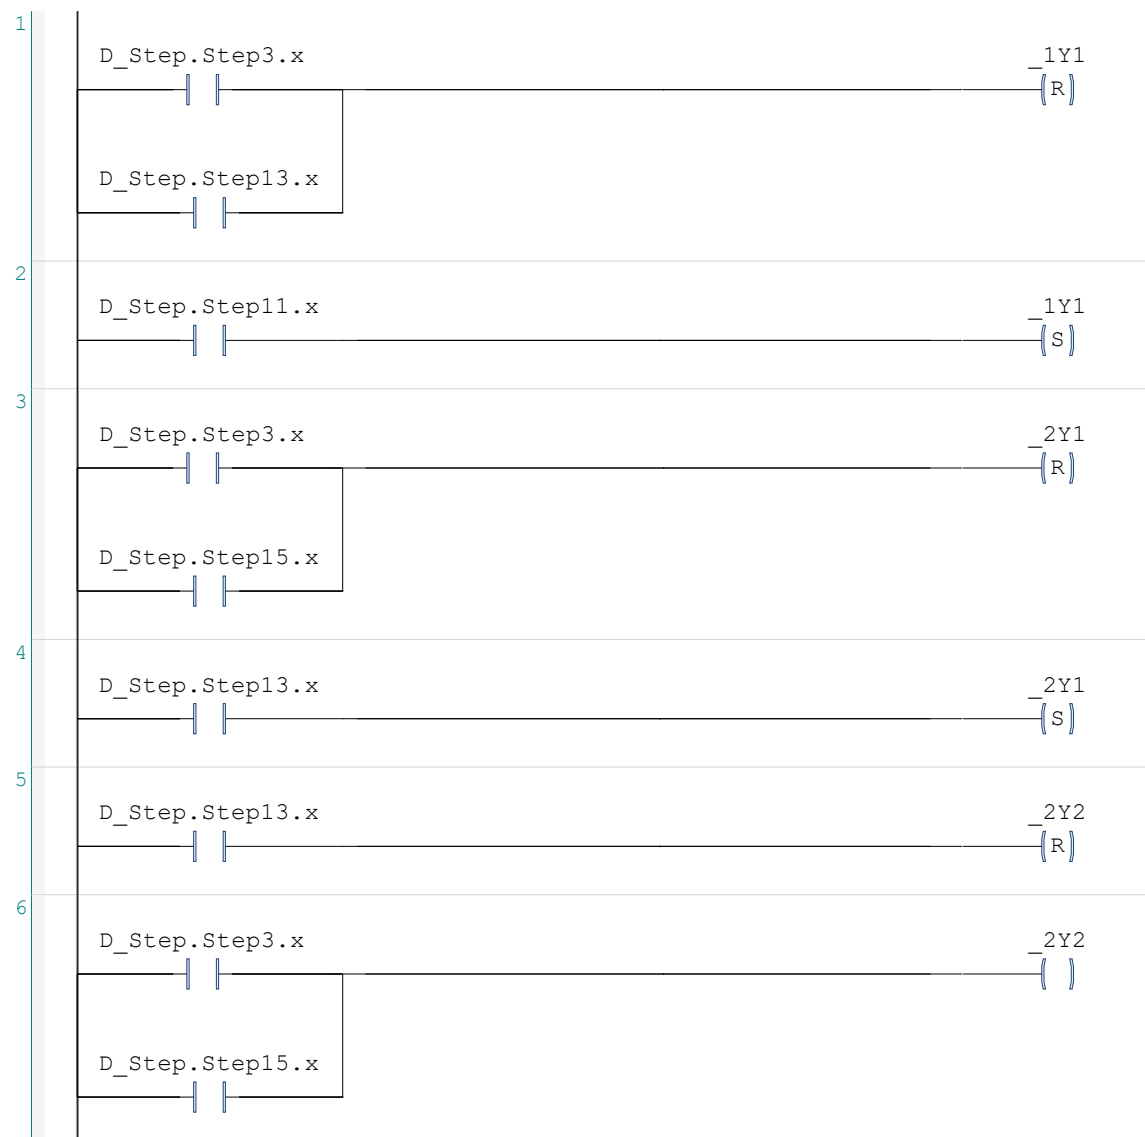 1
D_Step.Step3.x _1Y1
R
D_Step.Step13.x
2
D_Step.Step11.x _1Y1
S
3
D_Step.Step3.x _2Y1
R
D_Step.Step15.x
4
D_Step.Step13.x _2Y1
S
5
D_Step.Step13.x _2Y2
R
6
D_Step.Step3.x _2Y2
D_Step.Step15.x